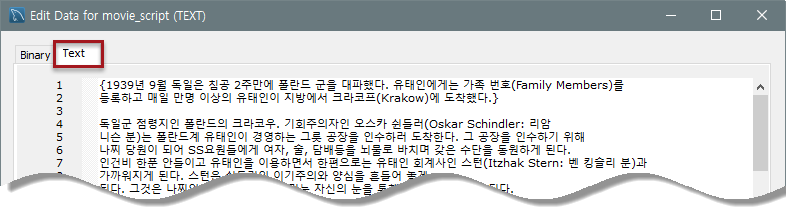 Edit Data for movie_script (TEXT)
Binary Text
1 {1939년 9월 독일은 침공 2주만에 폴란드 군을 대파했다. 유태인에게는 가족 번호(Family Members)를
2 등록하고 매일 만명 이상의 유태인이 지방에서 크라코프(Krakow)에 도착했다.}
3
4 독일군 점령지인 폴란드의 크라코우. 기회주의자인 오스카 쉰들러(Oskar Schindler: 리암
5 니슨 분)는 폴란드계 유태인이 경영하는 그릇 공장을 인수하러 도착한다. 그 공장을 인수하기 위해
6 나찌 당원이 되어 SS요원들에게 여자, 술, 담배등을 뇌물로 바치며 갖은 수단을 동원하게 된다.
7 인건비 한푼 안들이고 유태인을 이용하면서 한편으로는 유태인 회계사인 스턴(Itzhak Stern: 벤 킹슬리 분)과
8 가까워지게 된다. 스턴은 이기주의와 양심을 흔들어
된다. 그것은 자신의 눈을 된다.